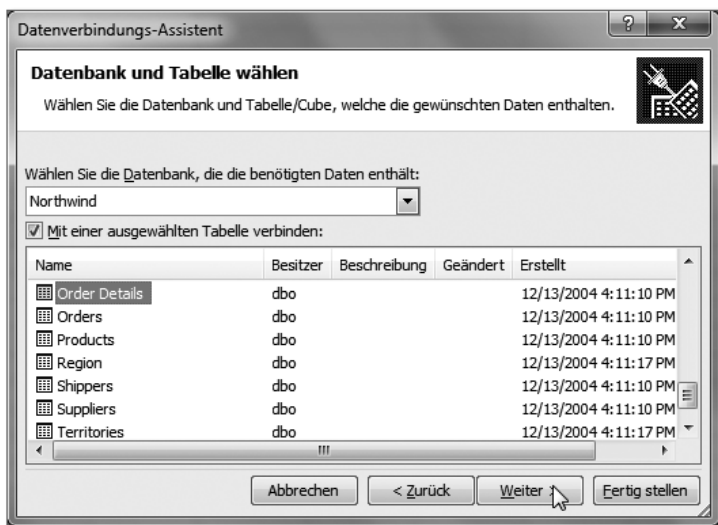 Datenverbindungs-Assistent
Datenbank und Tabelle wählen
Wählen Sie die Datenbank und Tabelle/Cube, welche die gewünschten Daten enthalten.
Wählen Sie die Datenbank, die die benötigten Daten enthält:
Northwind
Mit einer ausgewählten Tabelle verbinden:
Name Besitzer Beschreibung Geändert Erstellt
Order Details dbo 12/13/2004 4:11:10 PM
Orders dbo 12/13/2004 4:11:10 PM
Products dbo 12/13/2004 4:11:10 PM
Region dbo 12/13/2004 4:11:17 PM
Shippers dbo 12/13/2004 4:11:10 PM
Suppliers dbo 12/13/2004 4:11:10 PM
Territories dbo 12/13/2004 4:11:17 PM
Abbrechen < Zurück Weiter > Fertig stellen